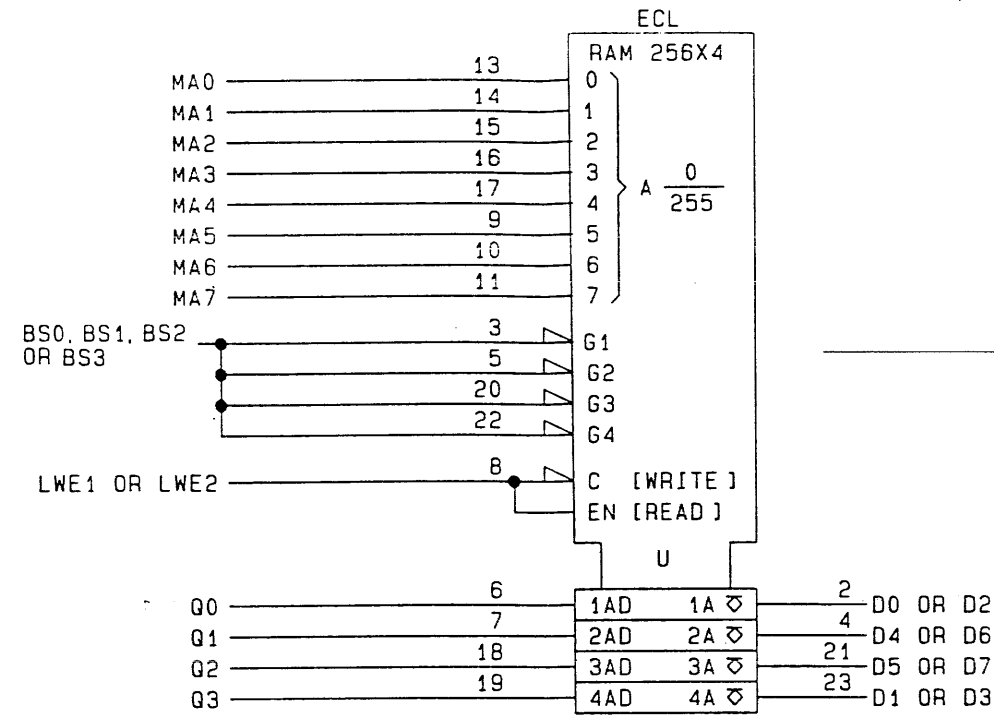 ECL
RAM 256X4
MA0 13 0
MA1 14 1
MA2 15 2
MA3 16 3
A 0
255
MA4 17 4
MA5 9 5
MA6 10 6
MA7 11 7
BS0, BS1, BS2
OR BS3
3 G1
5 G2
20 G3
22 G4
LWE1 OR LWE2 8 C [WRITE]
EN [READ]
U
Q0 6 1AD 1A 2 D0 OR D2
Q1 7 2AD 2A 4 D4 OR D6
Q2 18 3AD 3A 21 D5 OR D7
Q3 19 4AD 4A 23 D1 OR D3